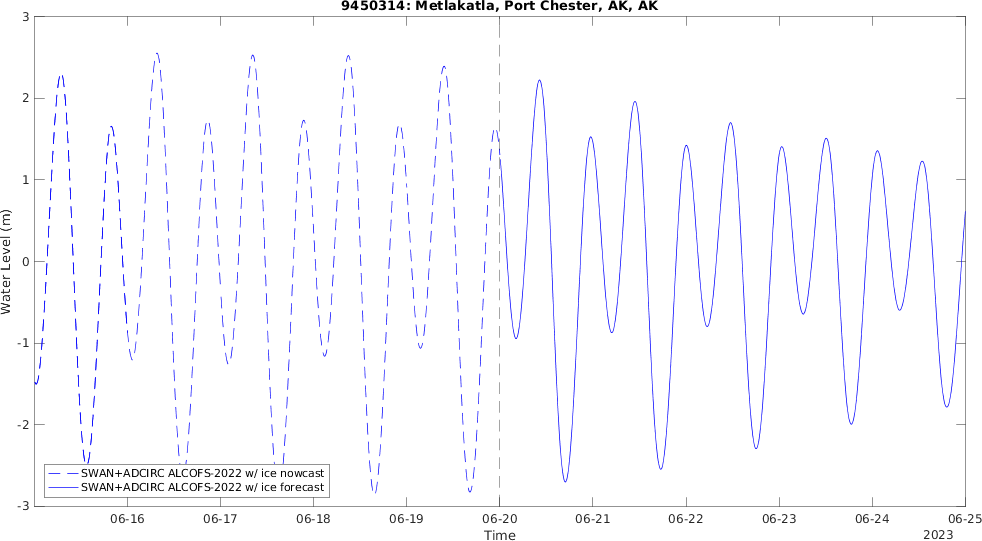 9450314: Metlakatla, Port Chester, AK, AK
3
2
1
0
-1
-2
-3
Water Level (m)
SWAN+ADCIRC ALCOFS-2022 w/ ice nowcast
SWAN+ADCIRC ALCOFS-2022 w/ ice forecast
06-16 06-17 06-18 06-19 06-20 06-21 06-22 06-23 06-24 06-25
Time
2023